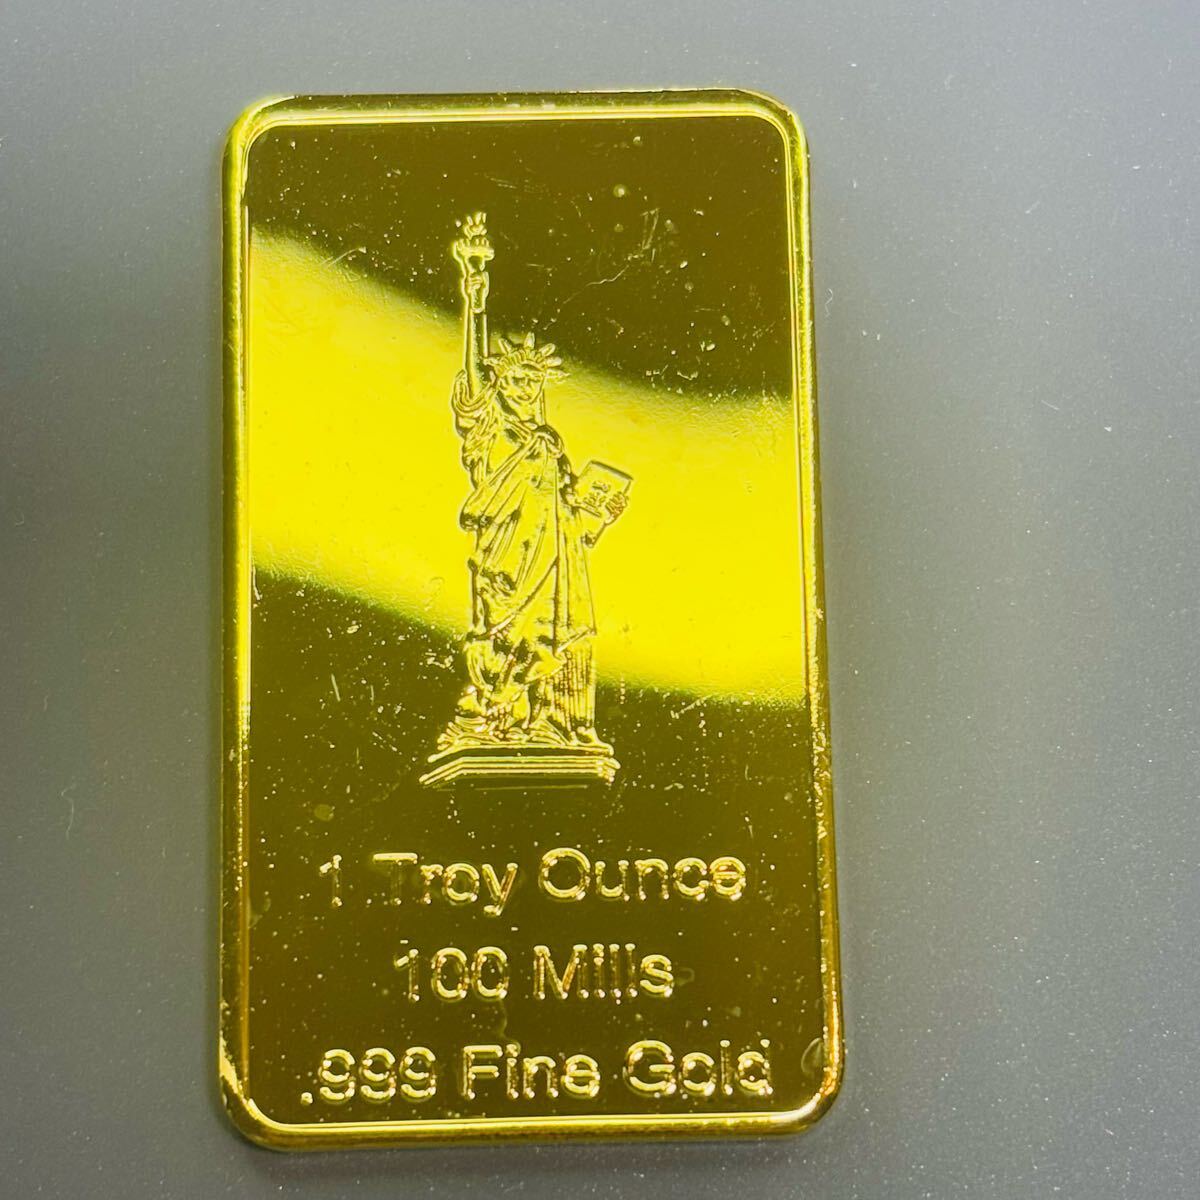 1 Troy Ounce
100 Mills
.999 Fine Gold